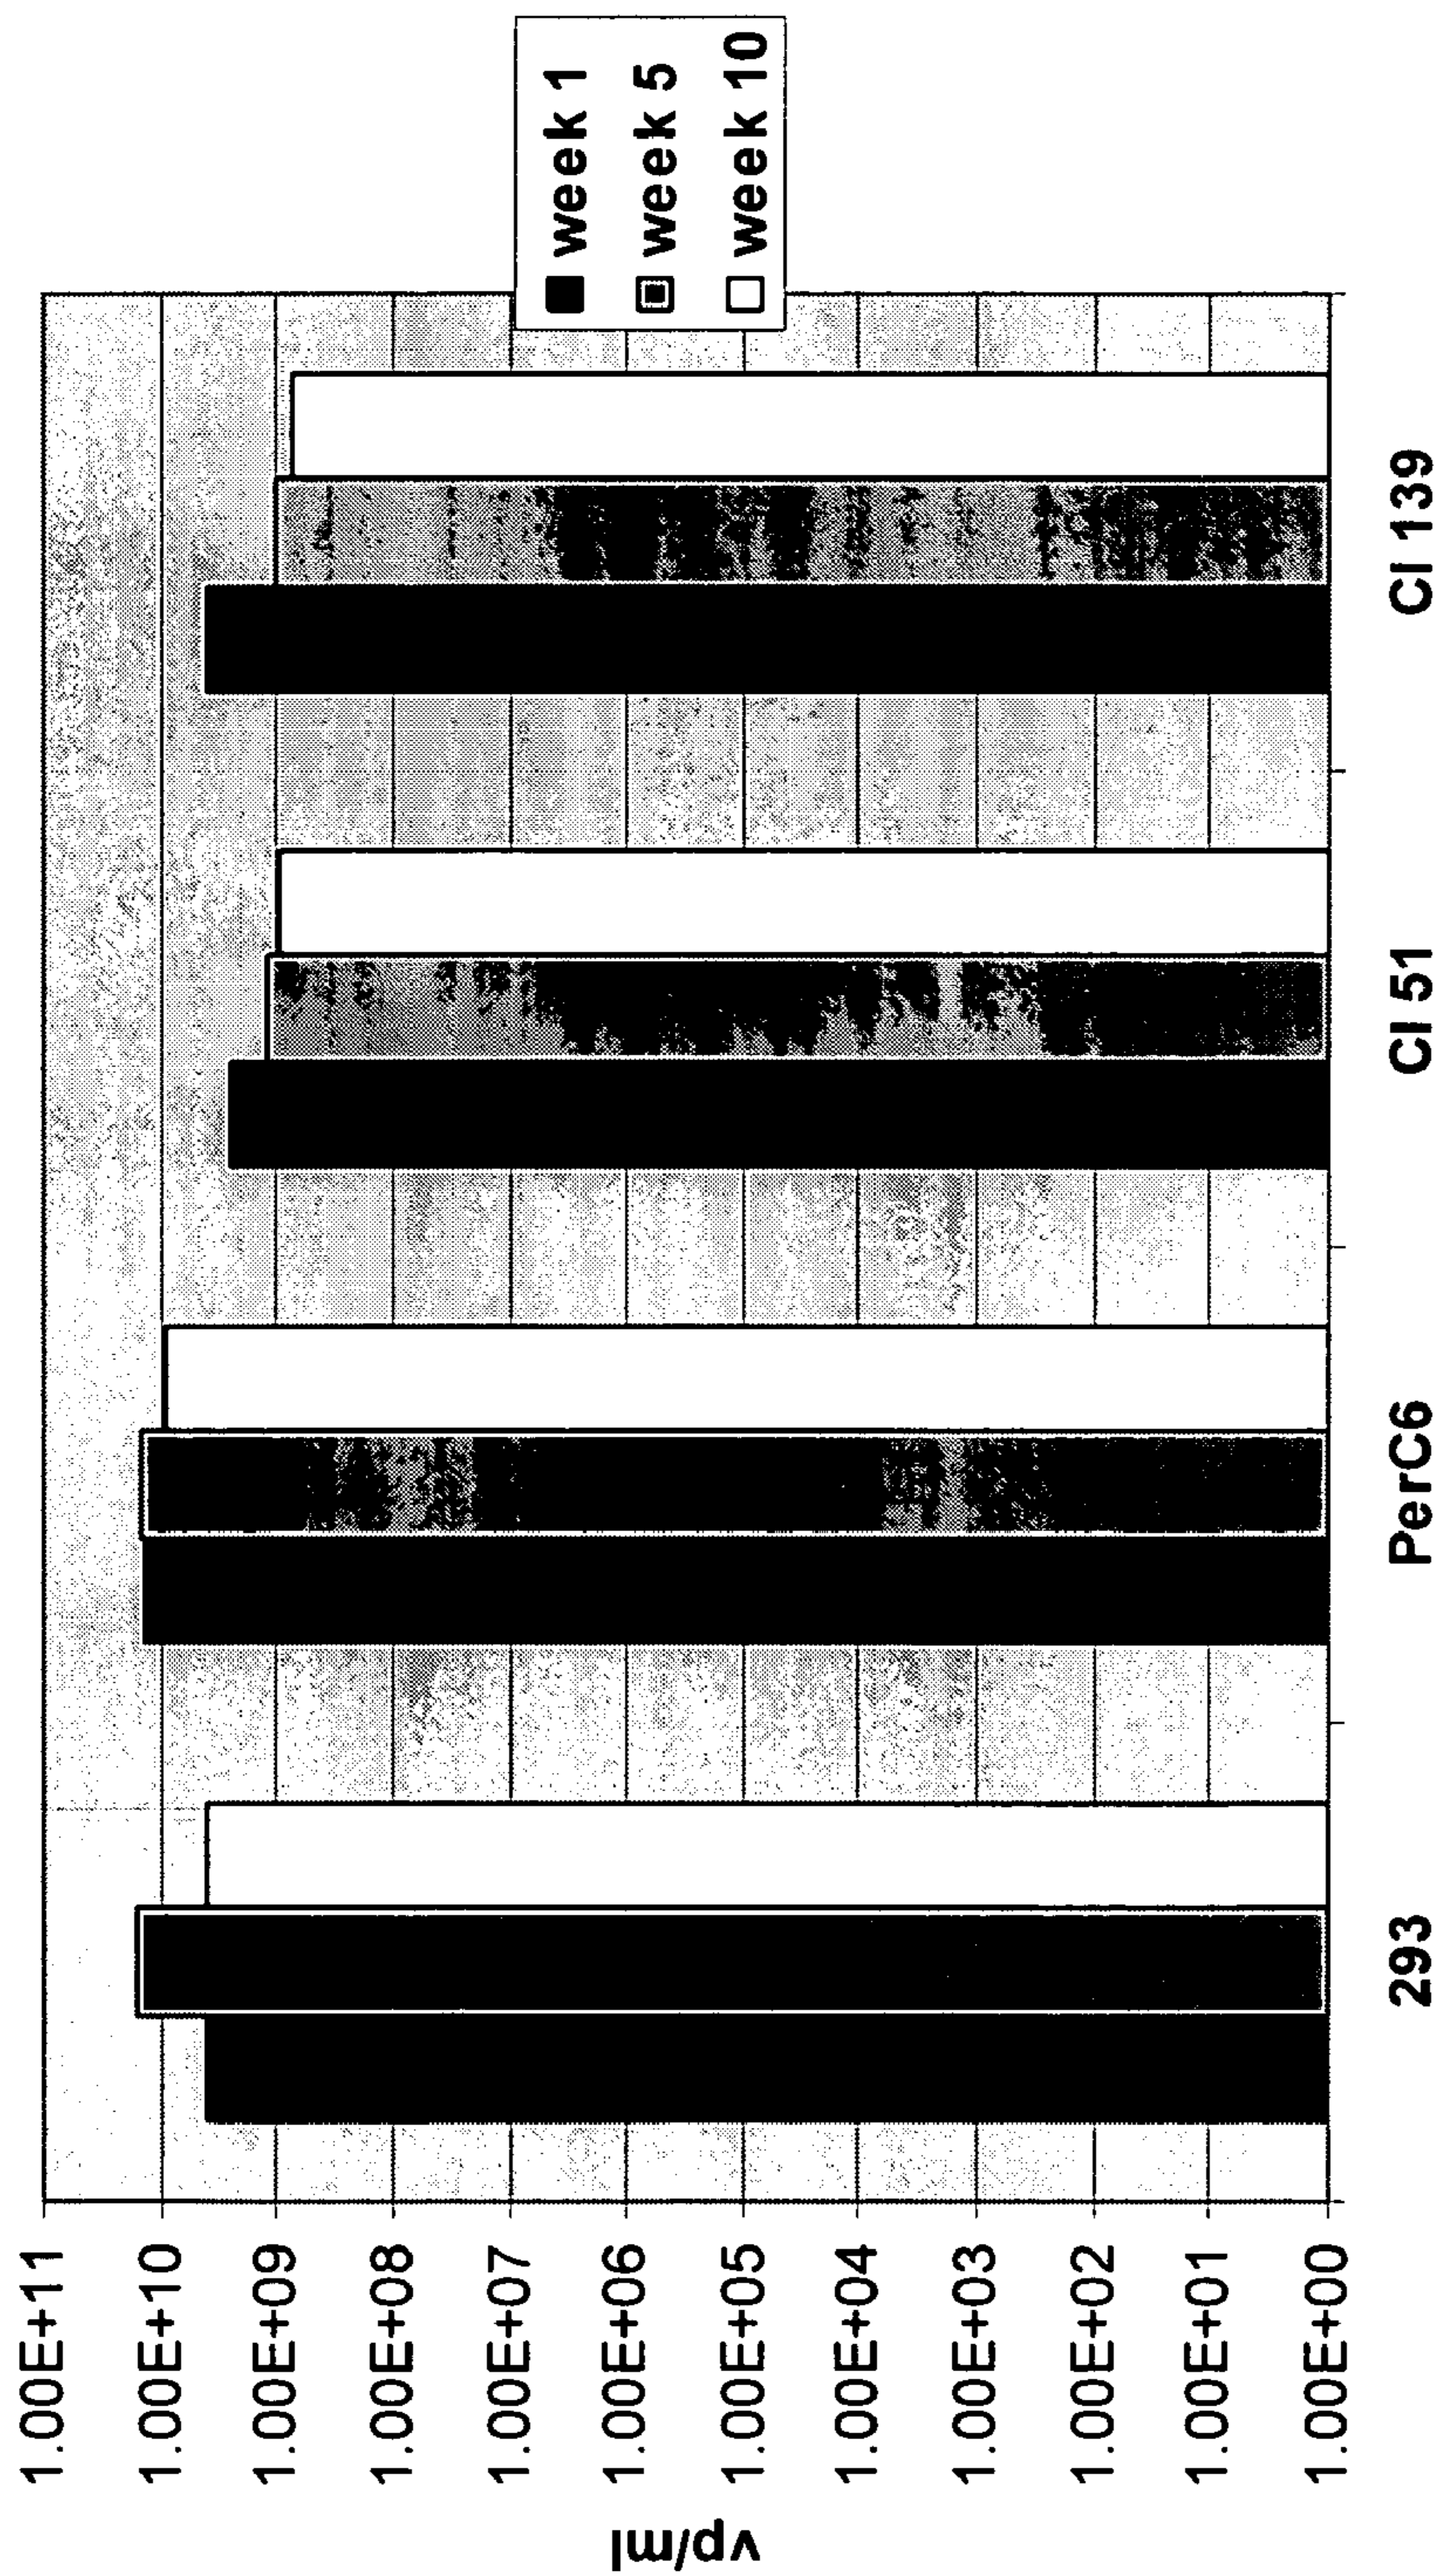 vp/ml
1.00E+11
1.00E+10
1.00E+09
1.00E+08
1.00E+07
1.00E+06
1.00E+05
1.00E+04
1.00E+03
1.00E+02
1.00E+01
1.00E+00
293
PerC6
Cl 51
Cl 139
week 1
week 5
week 10